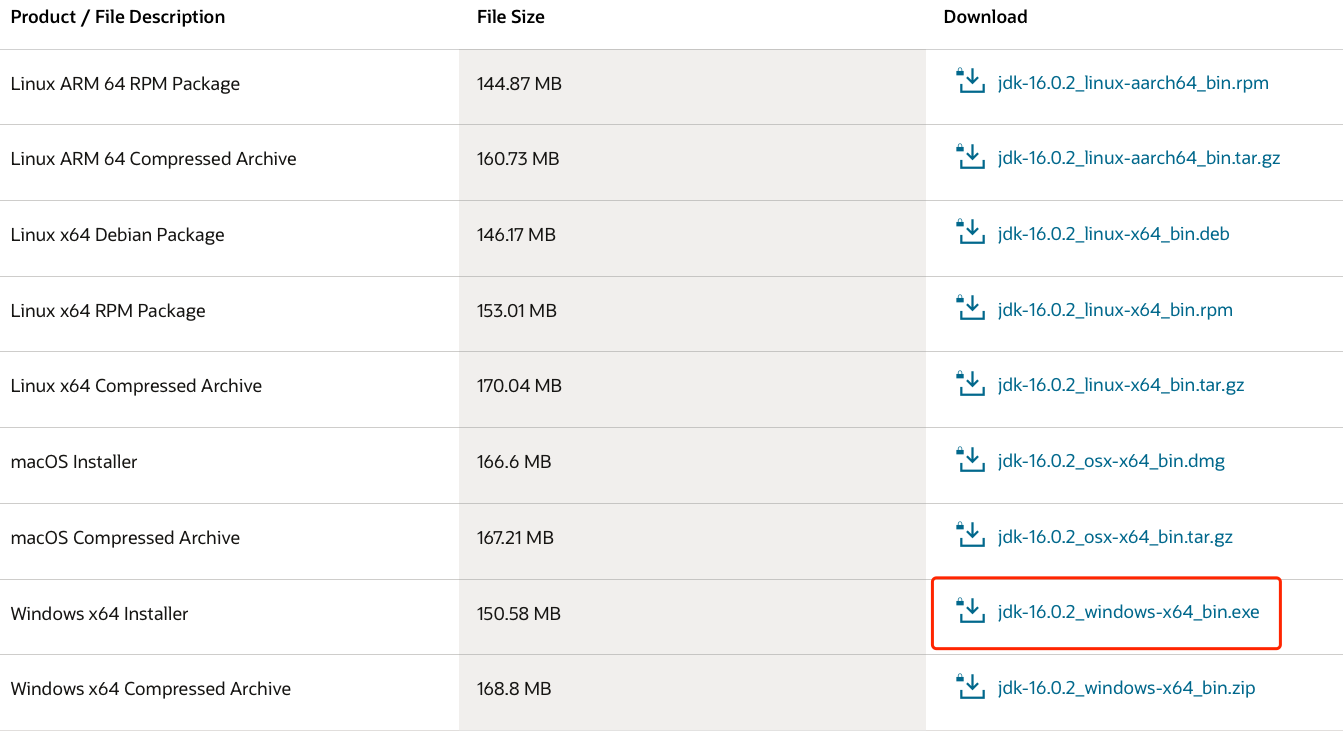 Product / File Description File Size Download
Linux ARM 64 RPM Package 144.87 MB jdk-16.0.2_linux-aarch64_bin.rpm
Linux ARM 64 Compressed Archive 160.73 MB jdk-16.0.2_linux-aarch64_bin.tar.gz
Linux x64 Debian Package 146.17 MB jdk-16.0.2_linux-x64_bin.deb
Linux x64 RPM Package 153.01 MB jdk-16.0.2_linux-x64_bin.rpm
Linux x64 Compressed Archive 170.04 MB jdk-16.0.2_linux-x64_bin.tar.gz
macOS Installer 166.6 MB jdk-16.0.2_osx-x64_bin.dmg
macOS Compressed Archive 167.21 MB jdk-16.0.2_osx-x64_bin.tar.gz
Windows x64 Installer 150.58 MB jdk-16.0.2_windows-x64_bin.exe
Windows x64 Compressed Archive 168.8 MB jdk-16.0.2_windows-x64_bin.zip